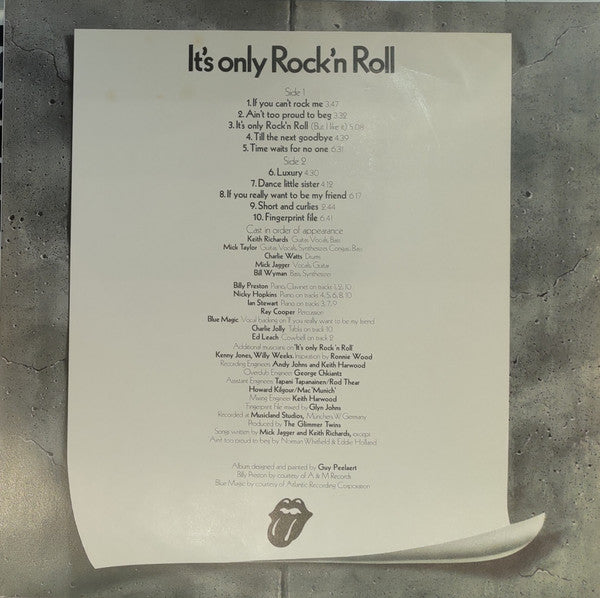 It's only Rock'n Roll
Side 1
1. If you can't rock me 3.47
2. Ain't too proud to beg 3.32
3. It's only Rock'n Roll (But I like it) 5.08
4. Till the next goodbye 4.39
5. Time waits for no one 6.31
Side 2
6. Luxury 4.30
7. Dance little sister 4.12
8. If you really want to be my friend 6.17
9. Short and curlies 2.44
10. Fingerprint file 6.41
Cast in order of appearance
Keith Richards Guitar, Vocals, Bass
Mick Taylor Guitar, Vocals, Synthesizer, Congas, Bass
Charlie Watts Drums
Mick Jagger Vocals, Guitar
Bill Wyman Bass, Synthesizer
Billy Preston Piano, Clavinet on tracks 1, 2, 10
Nicky Hopkins Piano on tracks 4, 5, 6, 8, 10
Ian Stewart Piano on tracks 3, 7, 9
Ray Cooper Percussion
Blue Magic Vocal backing on If you really want to be my friend
Charlie Jolly Tabla on track 10
Ed Leach Cowbell on track 2
Additional musicians on 'It's only rock'n Roll'
Kenny Jones, Willy Weeks. Inspiration by Ronnie Wood
Recording Engineers Andy Johns and Keith Harwood
Overdub Engineer George Chkiantz
Assistant Engineers Tapani Tapanainen/Rod Thear
Howard Kilgour/Mac 'Munich'
Mixing Engineer Keith Harwood
Fingerprint File mixed by Glyn Johns
Recorded at Musicland Studios, München, W. Germany
Produced by The Glimmer Twins
Songs written by Mick Jagger and Keith Richards, except
Ain't too proud to beg by Norman Whitfield & Eddie Holland
Album designed and painted by Guy Peelaert
Billy Preston by courtesy of A & M Records
Blue Magic by courtesy of Atlantic Recording Corporation